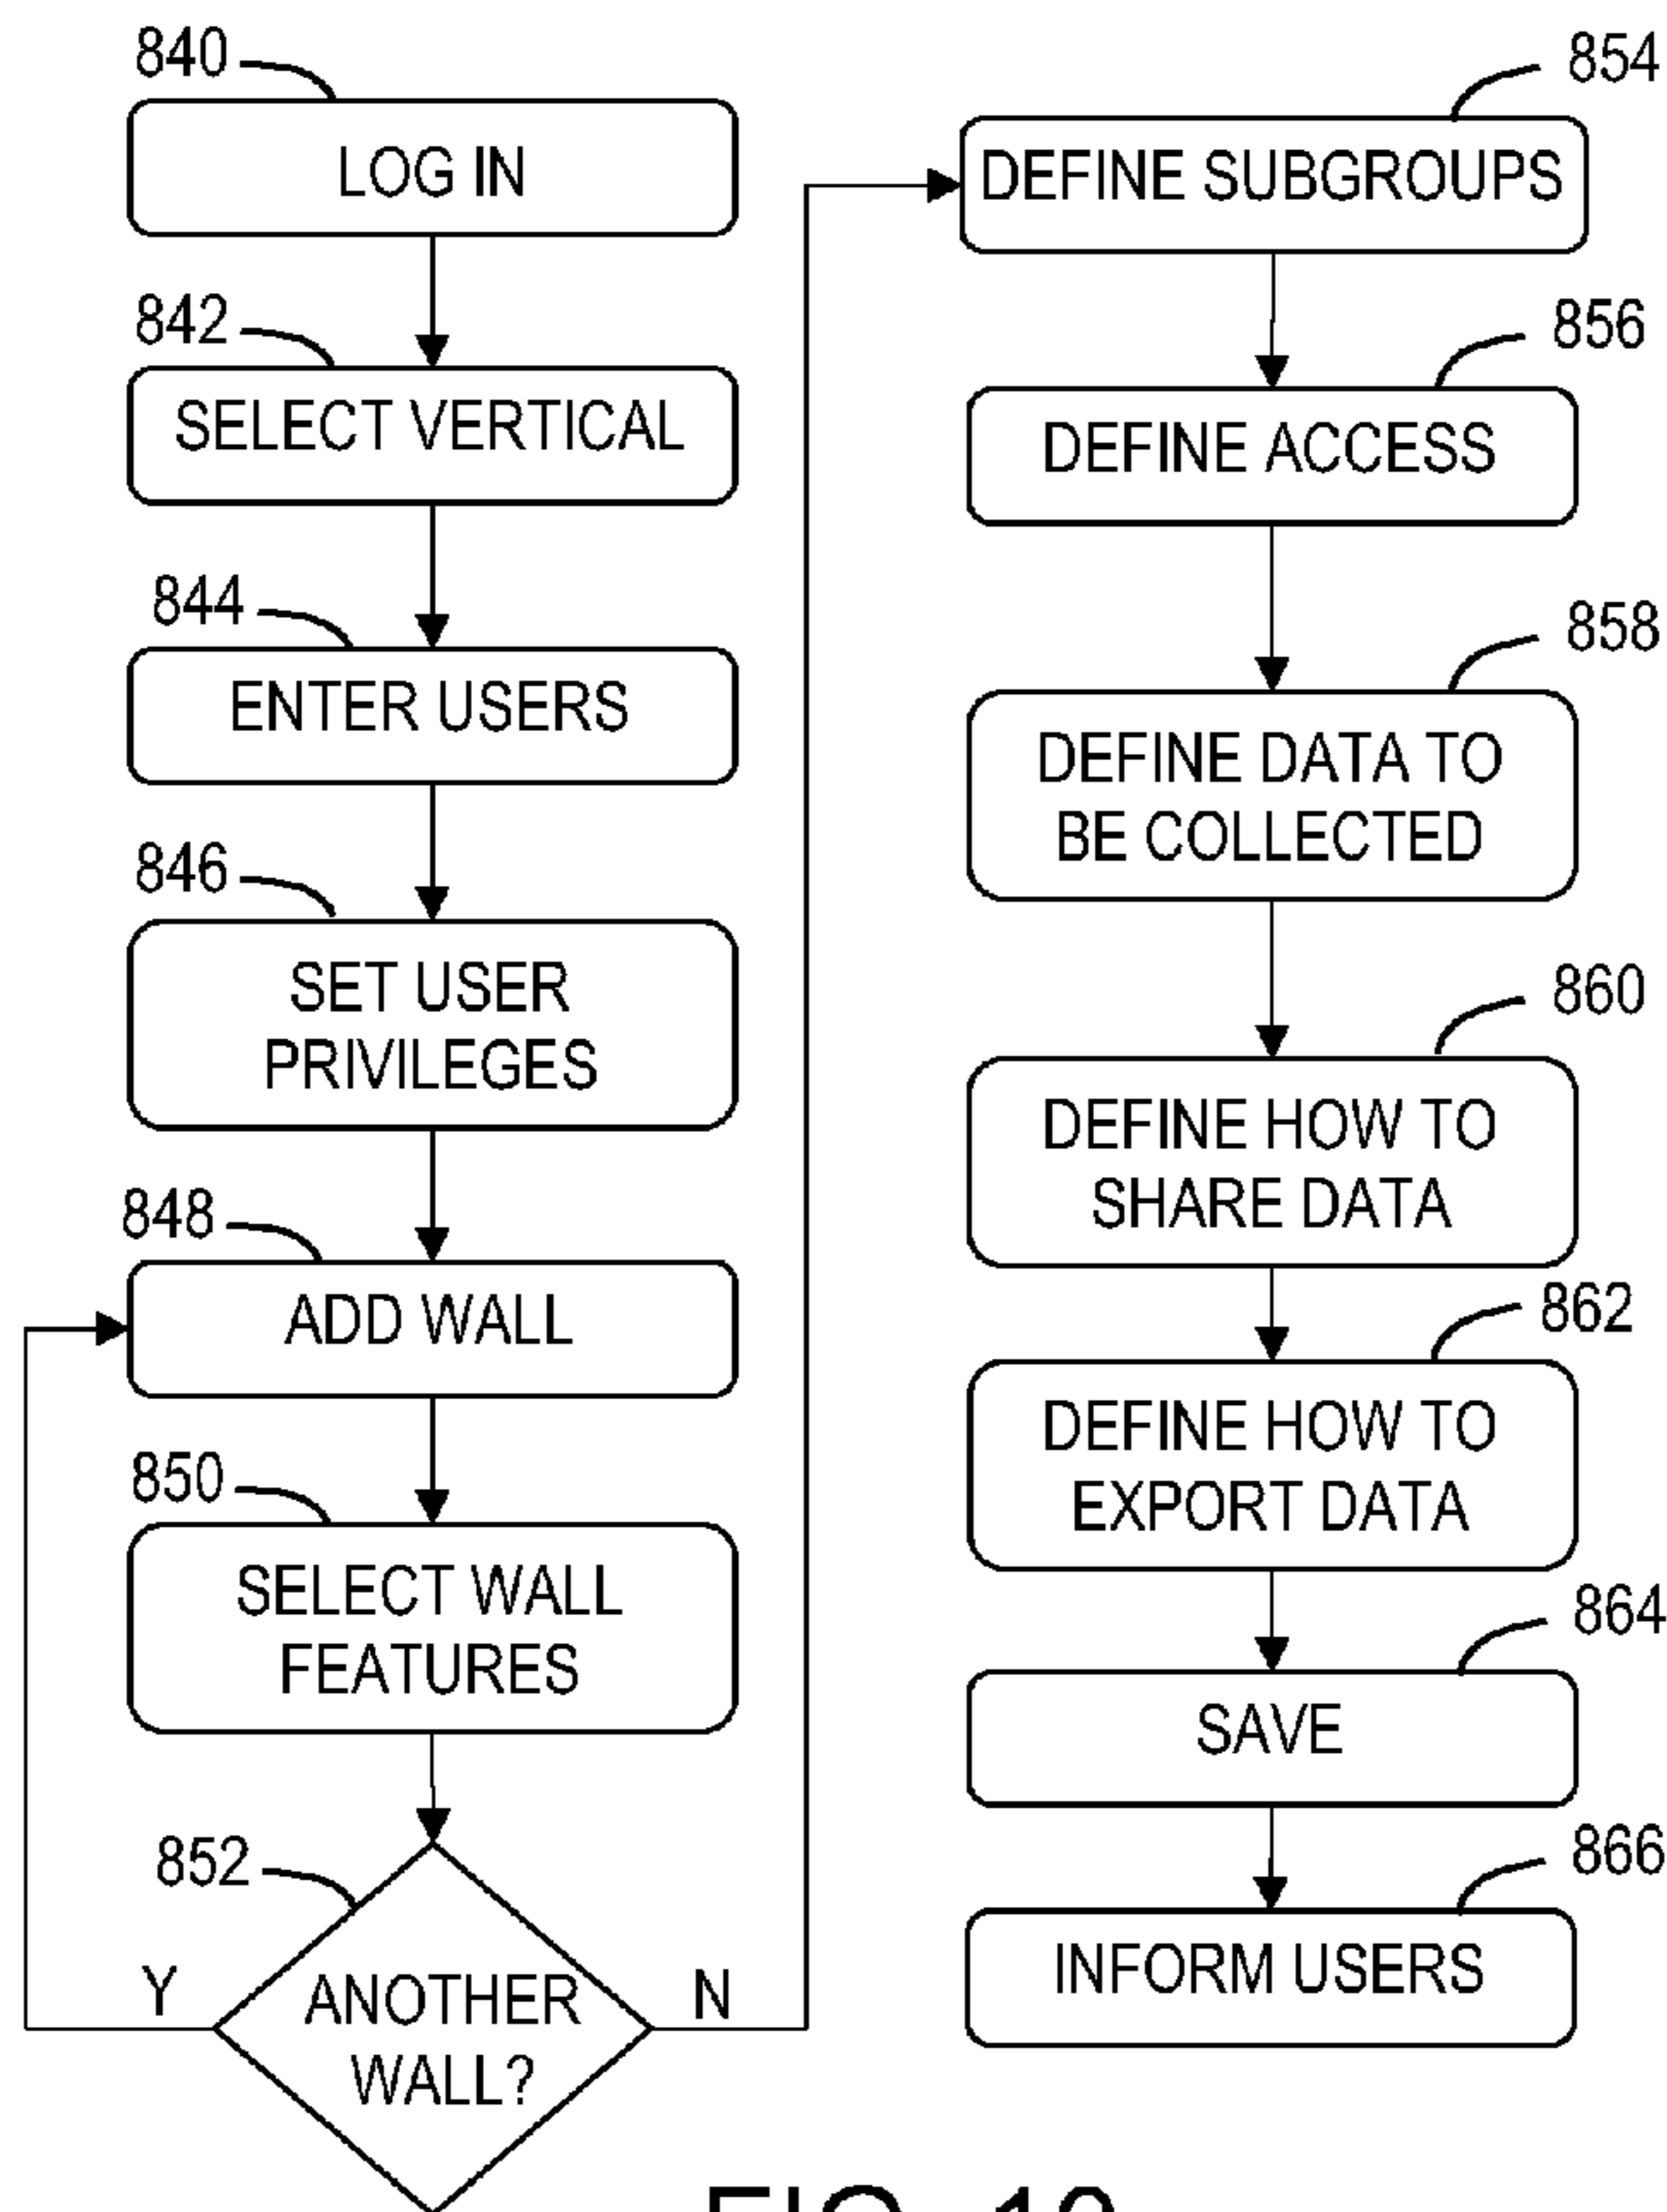 840
LOG IN
842
SELECT VERTICAL
844
ENTER USERS
846
SET USER
PRIVILEGES
848
ADD WALL
850
SELECT WALL
FEATURES
852
ANOTHER
WALL?
Y
N
854
DEFINE SUBGROUPS
856
DEFINE ACCESS
858
DEFINE DATA TO
BE COLLECTED
860
DEFINE HOW TO
SHARE DATA
862
DEFINE HOW TO
EXPORT DATA
864
SAVE
866
INFORM USERS